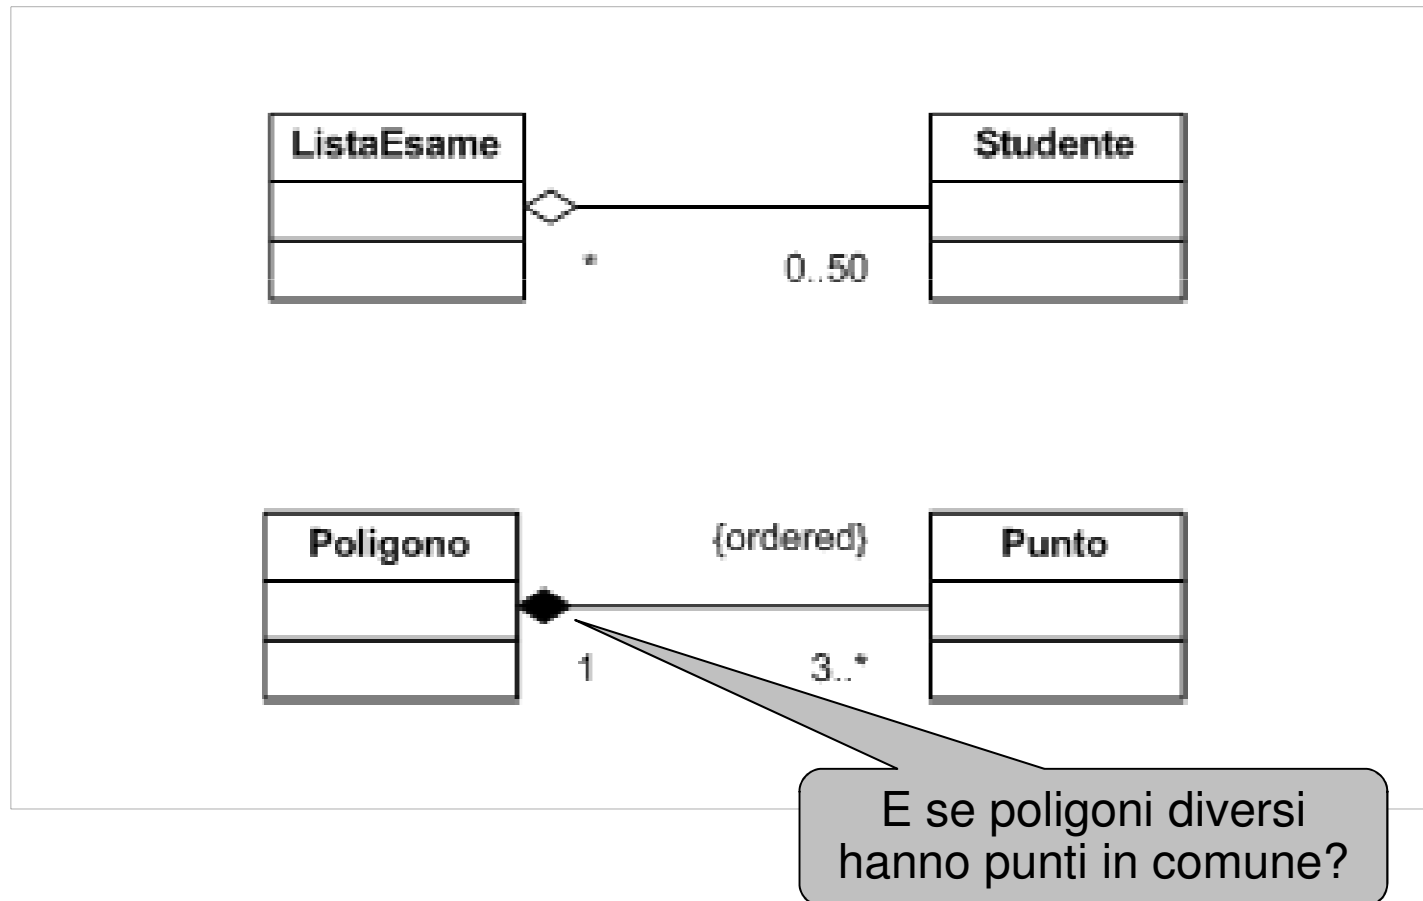 ListaEsame
Studente
*
0..50
Poligono
{ordered}
Punto
1
3..*
E se poligoni diversi
hanno punti in comune?